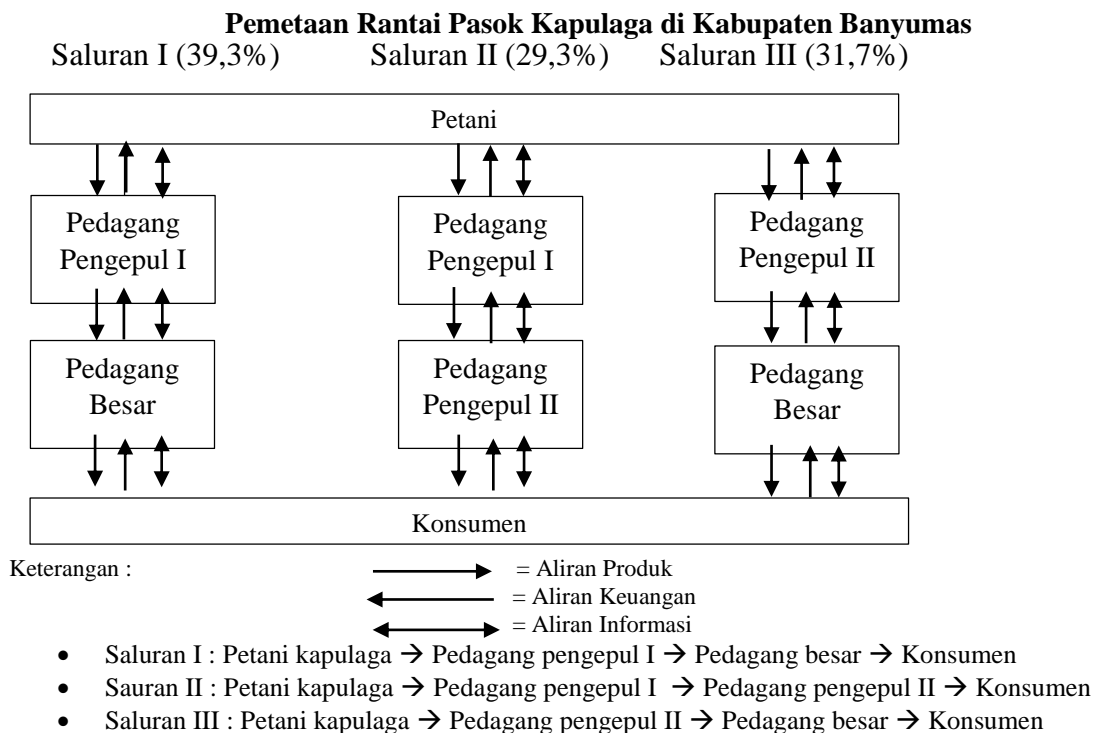 Pemetaan Rantai Pasok Kapulaga di Kabupaten Banyumas
Saluran I (39,3%) Saluran II (29,3%) Saluran III (31,7%)
Petani
Pedagang
Pengepul I
Pedagang
Pengepul I
Pedagang
Pengepul II
Pedagang
Besar
Pedagang
Pengepul II
Pedagang
Besar
Konsumen
Keterangan :
= Aliran Produk
= Aliran Keuangan
= Aliran Informasi
• Saluran I : Petani kapulaga → Pedagang pengepul I → Pedagang besar → Konsumen
• Sauran II : Petani kapulaga → Pedagang pengepul I → Pedagang pengepul II → Konsumen
• Saluran III : Petani kapulaga → Pedagang pengepul II → Pedagang besar → Konsumen